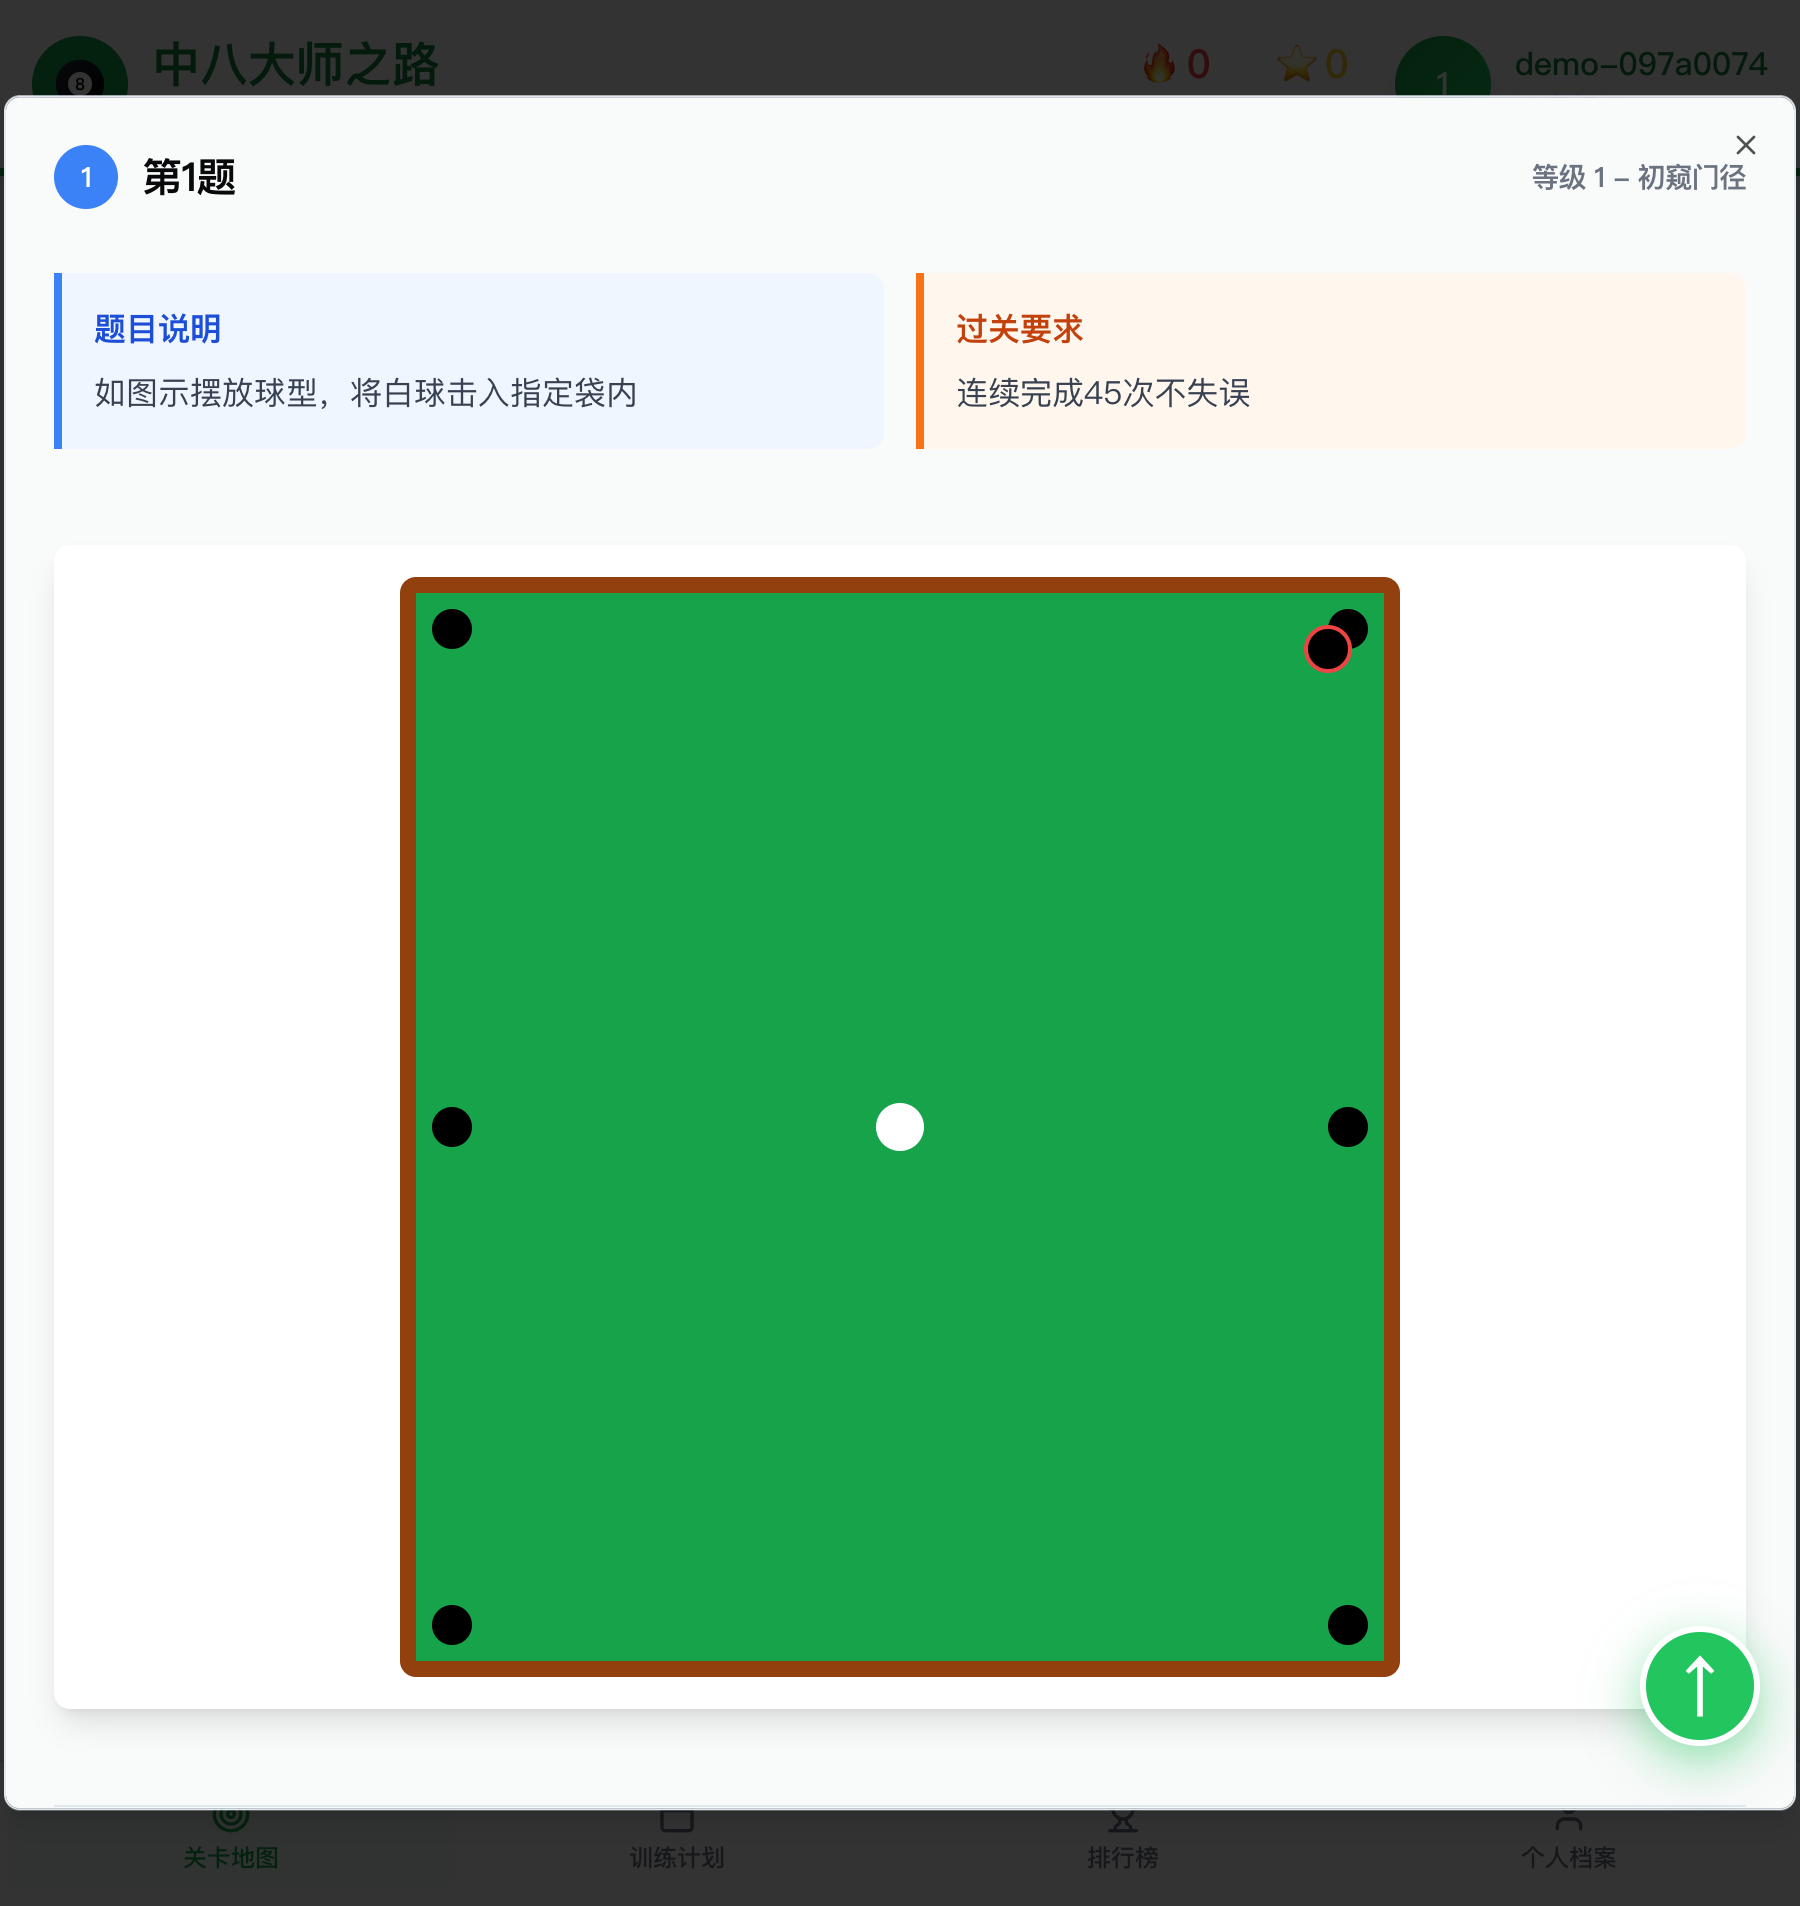 中八大师之路
8
0
0
1
demo-097a0074
1
第1题
等级 1 - 初窥门径
题目说明
如图示摆放球型，将白球击入指定袋内
过关要求
连续完成45次不失误
关卡地图
训练计划
排行榜
个人档案